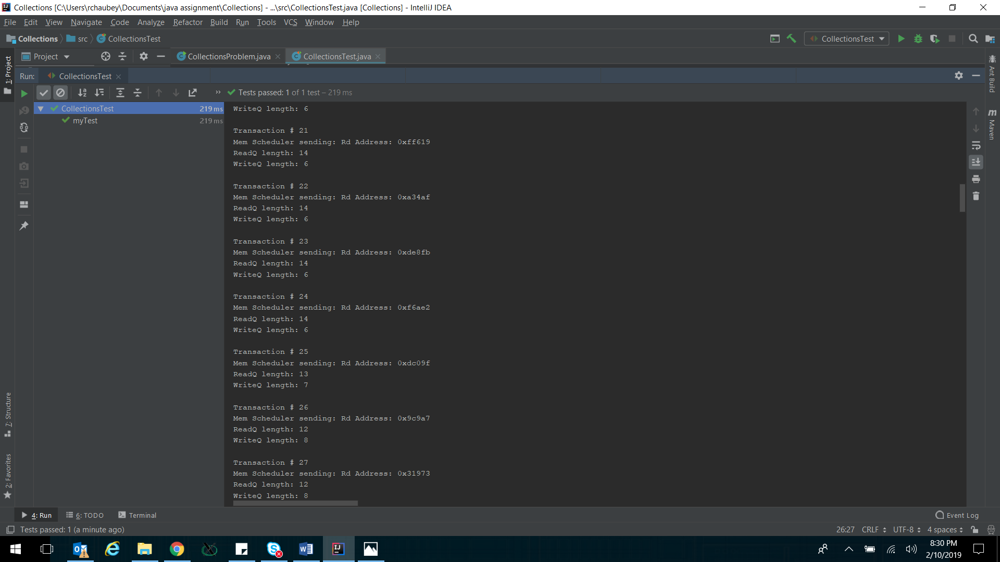 Collections [C:\Users\rchaubey\Documents\java assignment\Collections] - ...\src\CollectionsTest.java [Collections] - IntelliJ IDEA
File Edit View Navigate Code Analyze Refactor Build Run Tools VCS Window Help
Collections src CollectionsTest
CollectionsTest
1: Project
Project
CollectionsProblem.java
CollectionsTest.java
Ant Build
Maven
Run: CollectionsTest
Tests passed: 1 of 1 test – 219 ms
CollectionsTest 219 ms
myTest 219 ms
WriteQ length: 6
Transaction # 21
Mem Scheduler sending: Rd Address: 0xff619
ReadQ length: 14
WriteQ length: 6
Transaction # 22
Mem Scheduler sending: Rd Address: 0xa34af
ReadQ length: 14
WriteQ length: 6
Transaction # 23
Mem Scheduler sending: Rd Address: 0xde8fb
ReadQ length: 14
WriteQ length: 6
Transaction # 24
Mem Scheduler sending: Rd Address: 0xf6ae2
ReadQ length: 14
WriteQ length: 6
Transaction # 25
Mem Scheduler sending: Rd Address: 0xdc09f
ReadQ length: 13
WriteQ length: 7
Transaction # 26
Mem Scheduler sending: Rd Address: 0x9c9a7
ReadQ length: 12
WriteQ length: 8
Transaction # 27
Mem Scheduler sending: Rd Address: 0x31973
ReadQ length: 12
WriteQ length: 8
7: Structure
2: Favorites
4: Run 6: TODO Terminal Event Log
Tests passed: 1 (a minute ago) 26:27 CRLF UTF-8 4 spaces
8:30 PM
2/10/2019